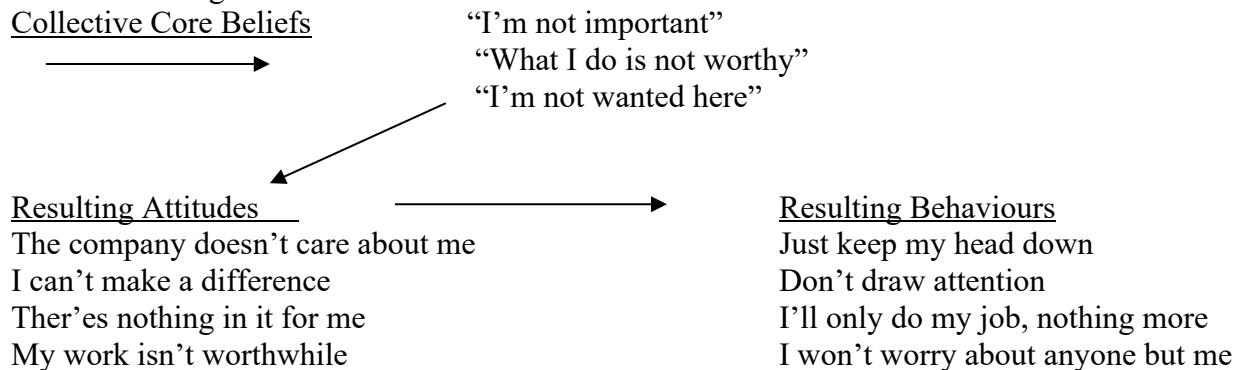 Collective Core Beliefs “I’m not important”
“What I do is not worthy”
“I’m not wanted here”
Resulting Attitudes Resulting Behaviours
The company doesn’t care about me Just keep my head down
I can’t make a difference Don’t draw attention
Ther’es nothing in it for me I’ll only do my job, nothing more
My work isn’t worthwhile I won’t worry about anyone but me